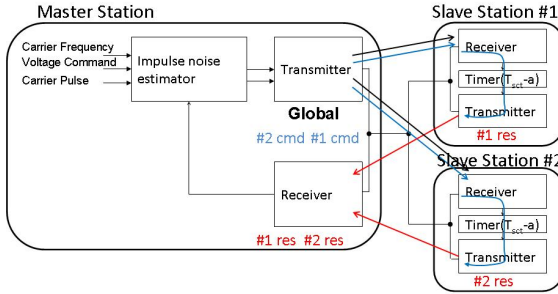 Master Station
Carrier Frequency
Voltage Command
Carrier Pulse
Impulse noise
estimator
Transmitter
Global
#2 cmd #1 cmd
Receiver
#1 res #2 res
Slave Station #1
Receiver
Timer(Tsct-a)
Transmitter
#1 res
Slave Station #2
Receiver
Timer(Tsct-a)
Transmitter
#2 res